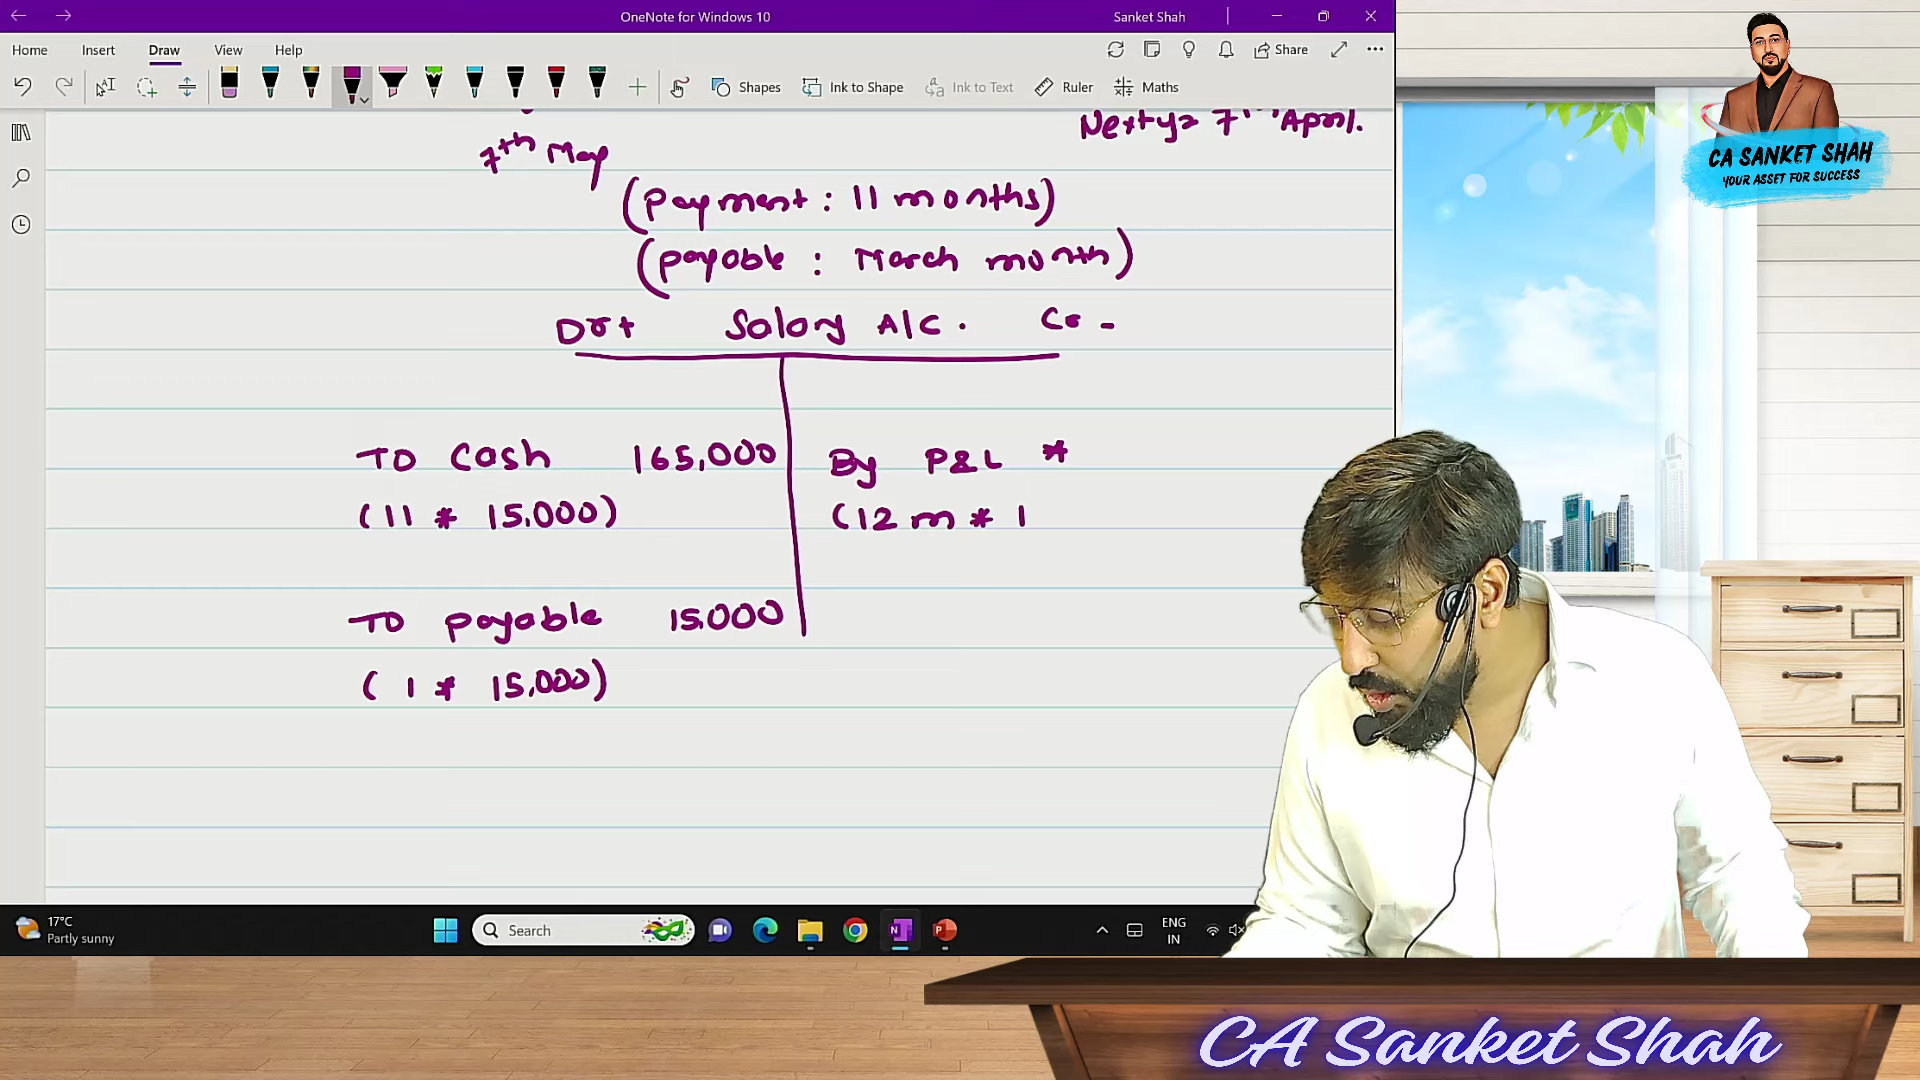 OneNote for Windows 10
Sanket Shah
Home Insert Draw View Help
Share
Shapes Ink to Shape Ink to Text Ruler Maths
Next y= 7th April.
7th May
(Payment : 11 months)
(payable : March month)
Dr+ Salary A/C. Cr -
TO Cash 165,000 By P&L *
(11 * 15,000) (12 m * 1
TO payable 15,000
(1 * 15,000)
17°C
Partly sunny
Search
ENG
IN
CA SANKET SHAH
YOUR ASSET FOR SUCCESS
CA Sanket Shah